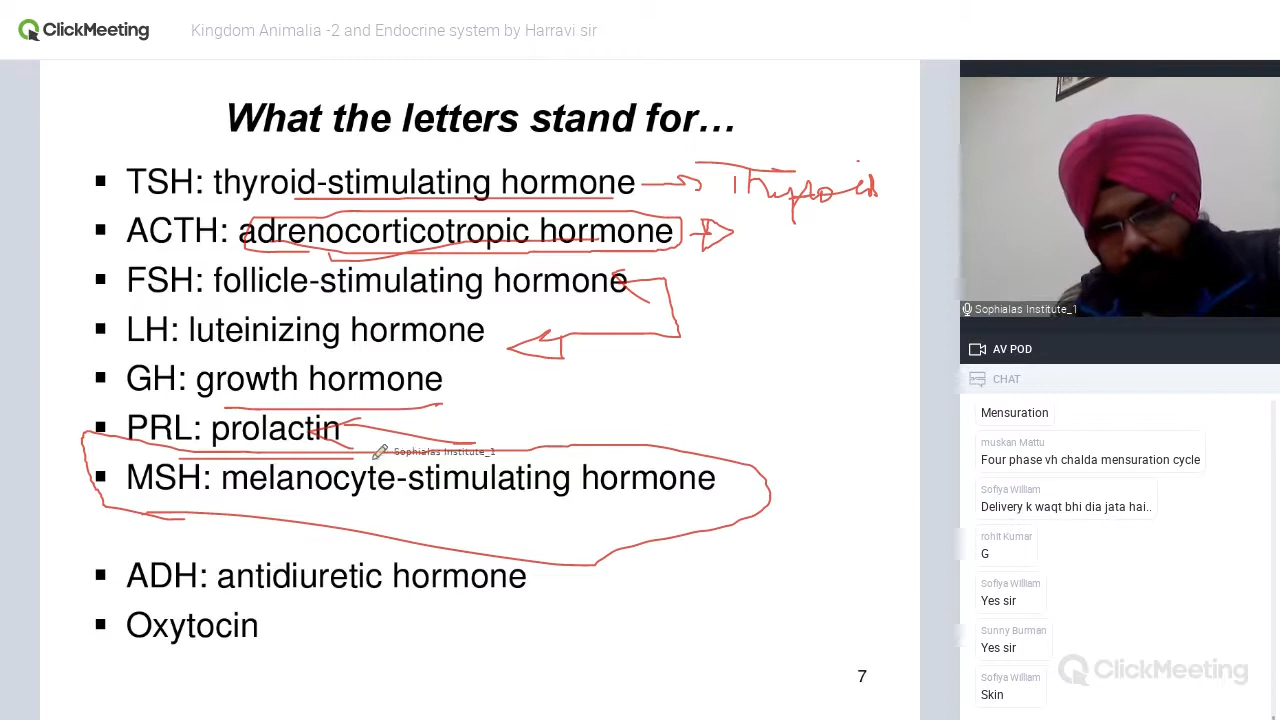 ClickMeeting
Kingdom Animalia -2 and Endocrine system by Harravi sir
What the letters stand for…
▪ TSH: thyroid-stimulating hormone → Thyroid
▪ ACTH: adrenocorticotropic hormone
▪ FSH: follicle-stimulating hormone
▪ LH: luteinizing hormone
▪ GH: growth hormone
▪ PRL: prolactin
Sophialas Institute_1
▪ MSH: melanocyte-stimulating hormone
▪ ADH: antidiuretic hormone
▪ Oxytocin
7
Sophialas Institute_1
AV POD
CHAT
Mensuration
muskan Mattu
Four phase vh chalda mensuration cycle
Sofiya William
Delivery k waqt bhi dia jata hai..
rohit Kumar
G
Sofiya William
Yes sir
Sunny Burman
Yes sir
Sofiya William
Skin
ClickMeeting